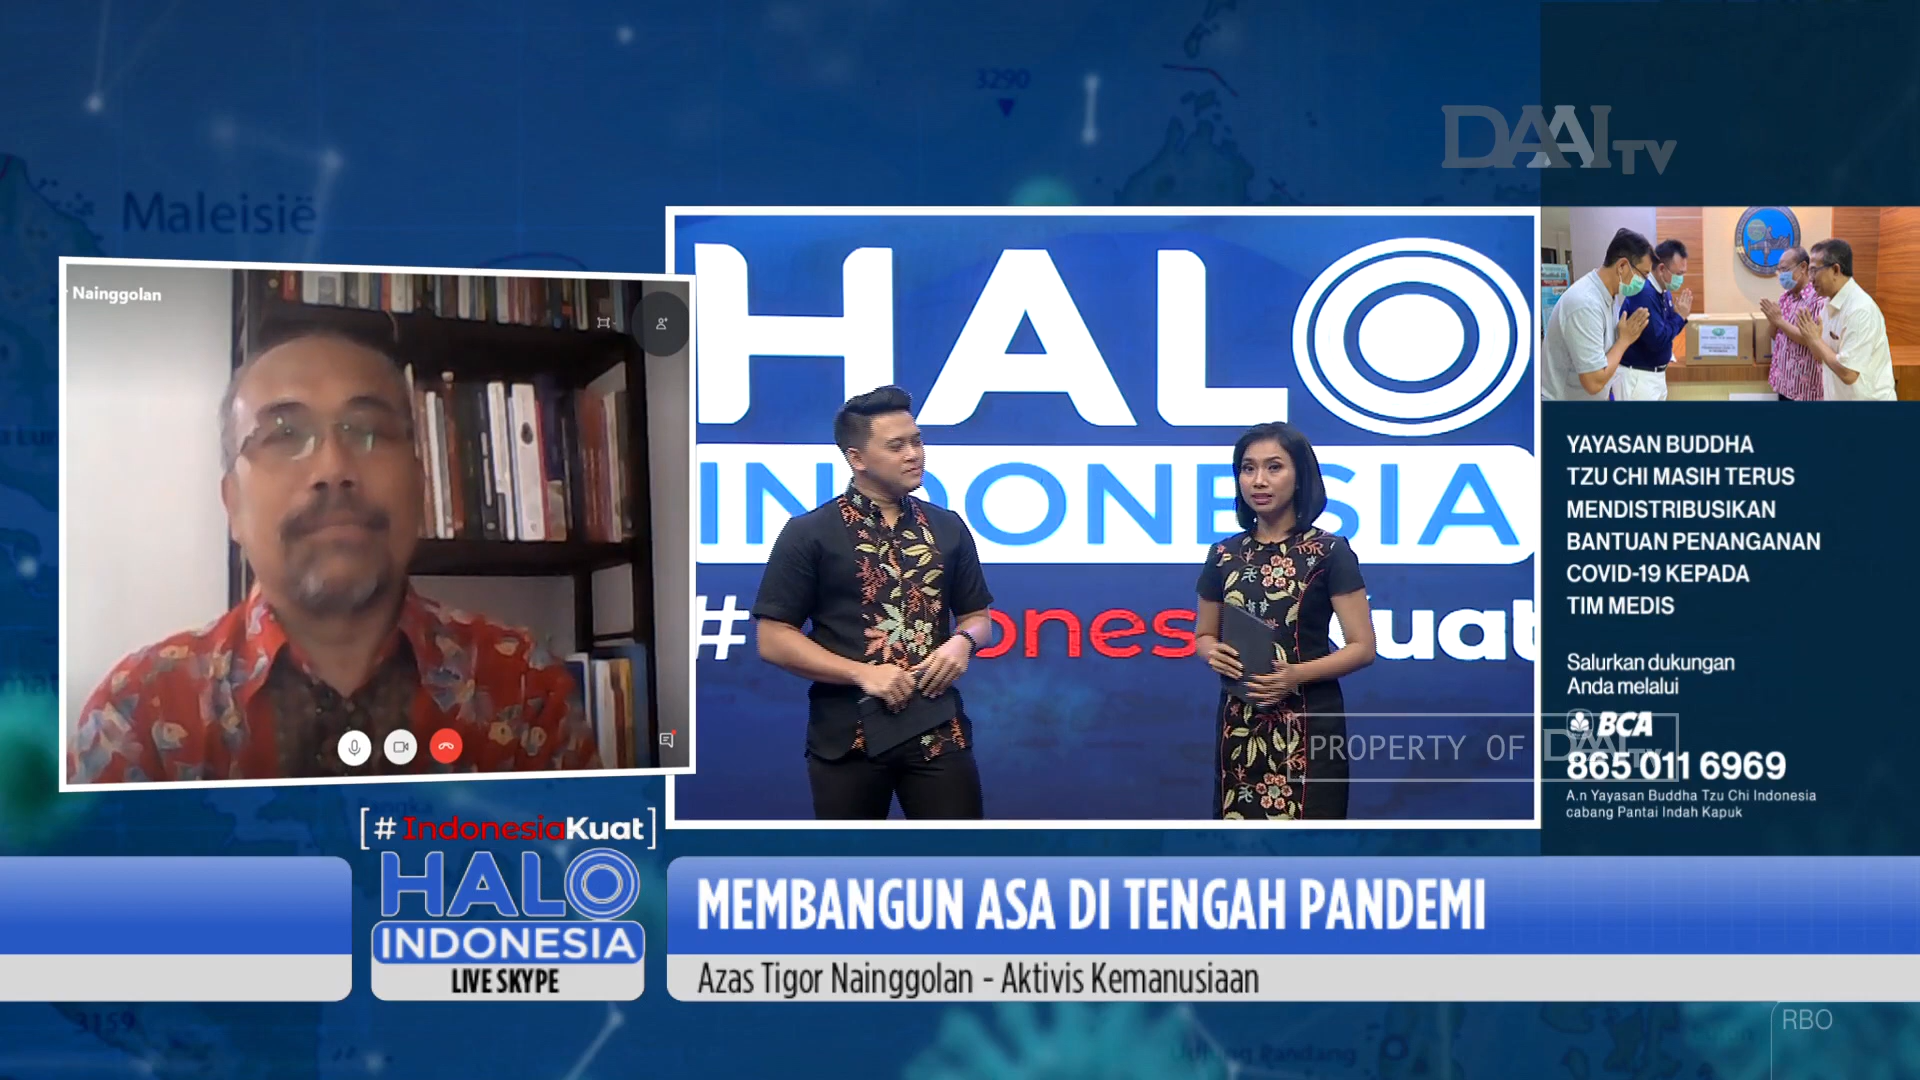 3290
DAAI TV
Maleisië
Nainggolan
HALO
INDONESIA
YAYASAN BUDDHA
TZU CHI MASIH TERUS
MENDISTRIBUSIKAN
BANTUAN PENANGANAN
COVID-19 KEPADA
TIM MEDIS
Salurkan dukungan
Anda melalui
BCA
865 011 6969
A.n Yayasan Buddha Tzu Chi Indonesia
cabang Pantai Indah Kapuk
PROPERTY OF DAAI TV
[#IndonesiaKuat]
HALO
INDONESIA
LIVE SKYPE
MEMBANGUN ASA DI TENGAH PANDEMI
Azas Tigor Nainggolan - Aktivis Kemanusiaan
3159
RBO